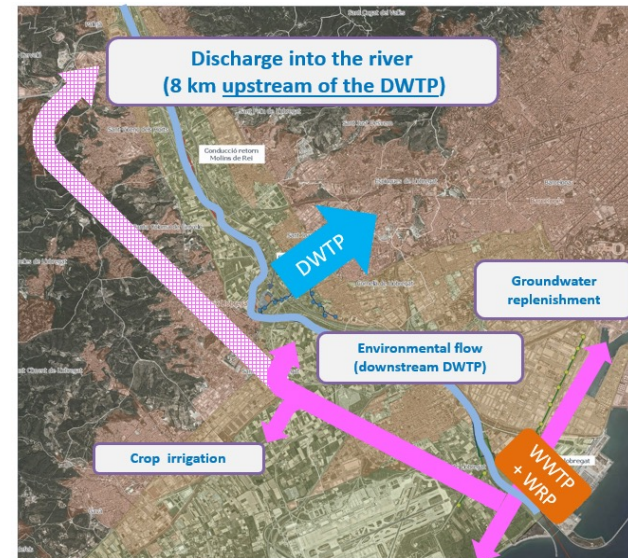 Discharge into the river
(8 km upstream of the DWTP)
Conducció retorn
Molins de Rei
DWTP
Groundwater
replenishment
Environmental flow
(downstream DWTP)
Crop irrigation
WWTP
+ WRP